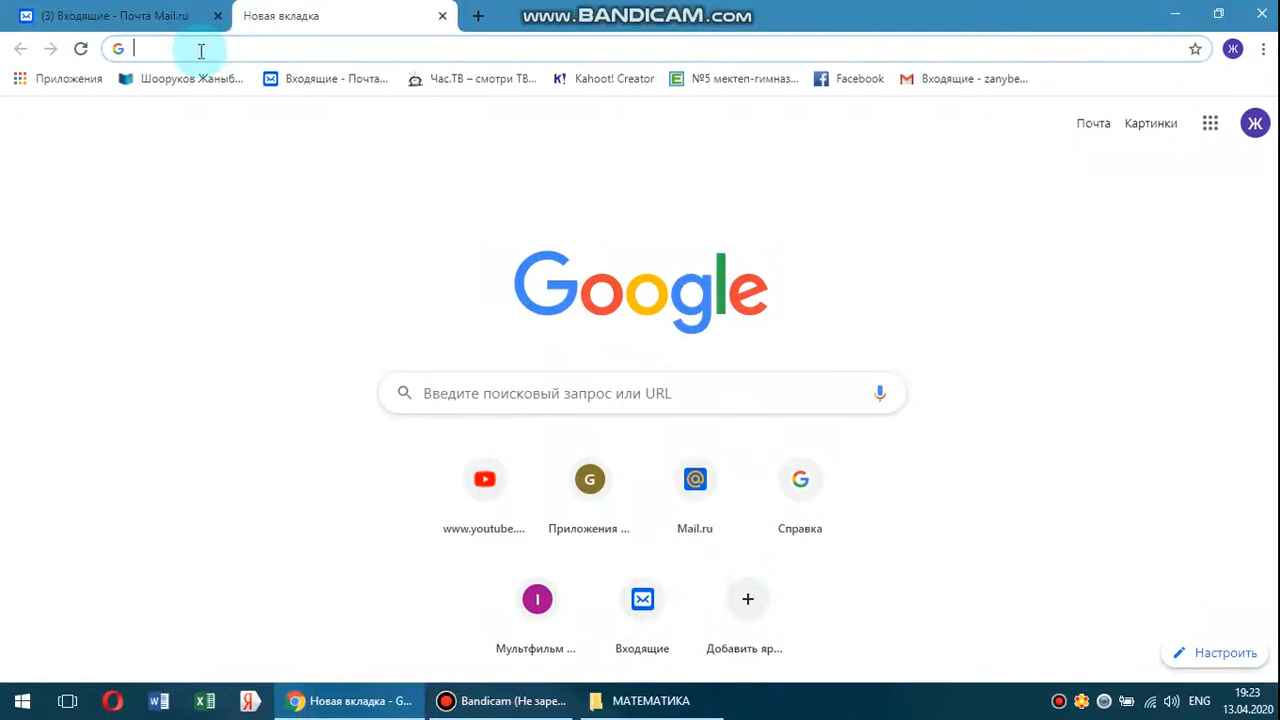 (3) Входящие - Почта Mail.ru
Новая вкладка
www.BANDICAM.com
Ж
Приложения
Шооруков Жаныб...
Входящие - Почта...
Час.ТВ – смотри ТВ...
Kahoot! Creator
№5 мектеп-гимназ...
Facebook
Входящие - zanybe...
Почта
Картинки
Ж
Google
Введите поисковый запрос или URL
G
www.youtube....
Приложения ...
Mail.ru
Справка
I
Мультфильм ...
Входящие
Добавить яр...
Настроить
Новая вкладка - G...
Bandicam (Не заре...
МАТЕМАТИКА
ENG
19:23
13.04.2020